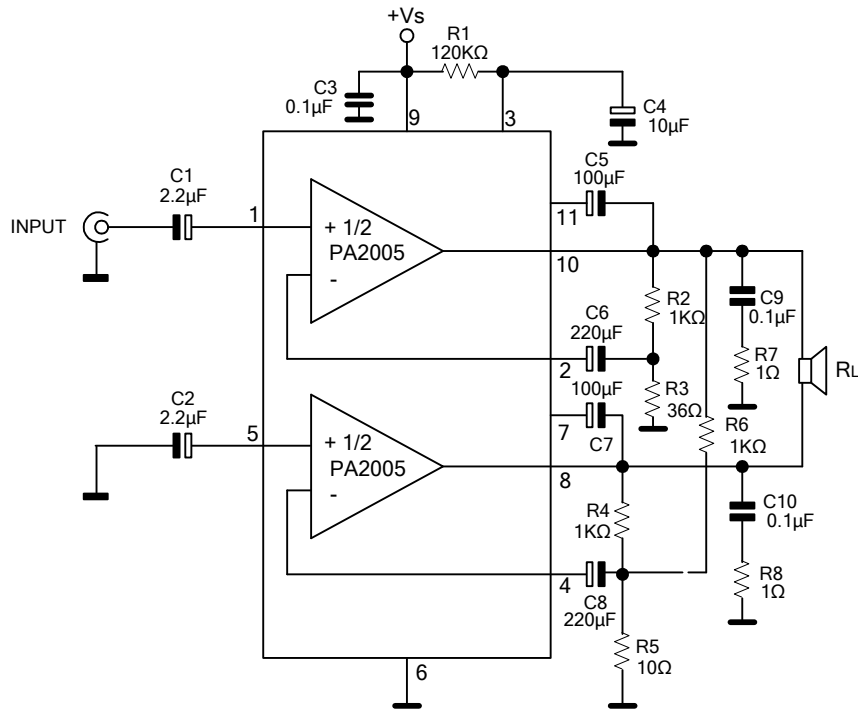 +Vs
R1
120KΩ
C3
0.1µF
9
3
C4
10µF
C1
2.2µF
C5
100µF
INPUT
1
+ 1/2
PA2005
-
11
10
R2
1KΩ
C9
0.1µF
C6
220µF
2
R7
1Ω
RL
R3
36Ω
100µF
C7
7
R6
1KΩ
C2
2.2µF
5
+ 1/2
PA2005
-
8
R4
1KΩ
C10
0.1µF
4
C8
220µF
R8
1Ω
R5
10Ω
6